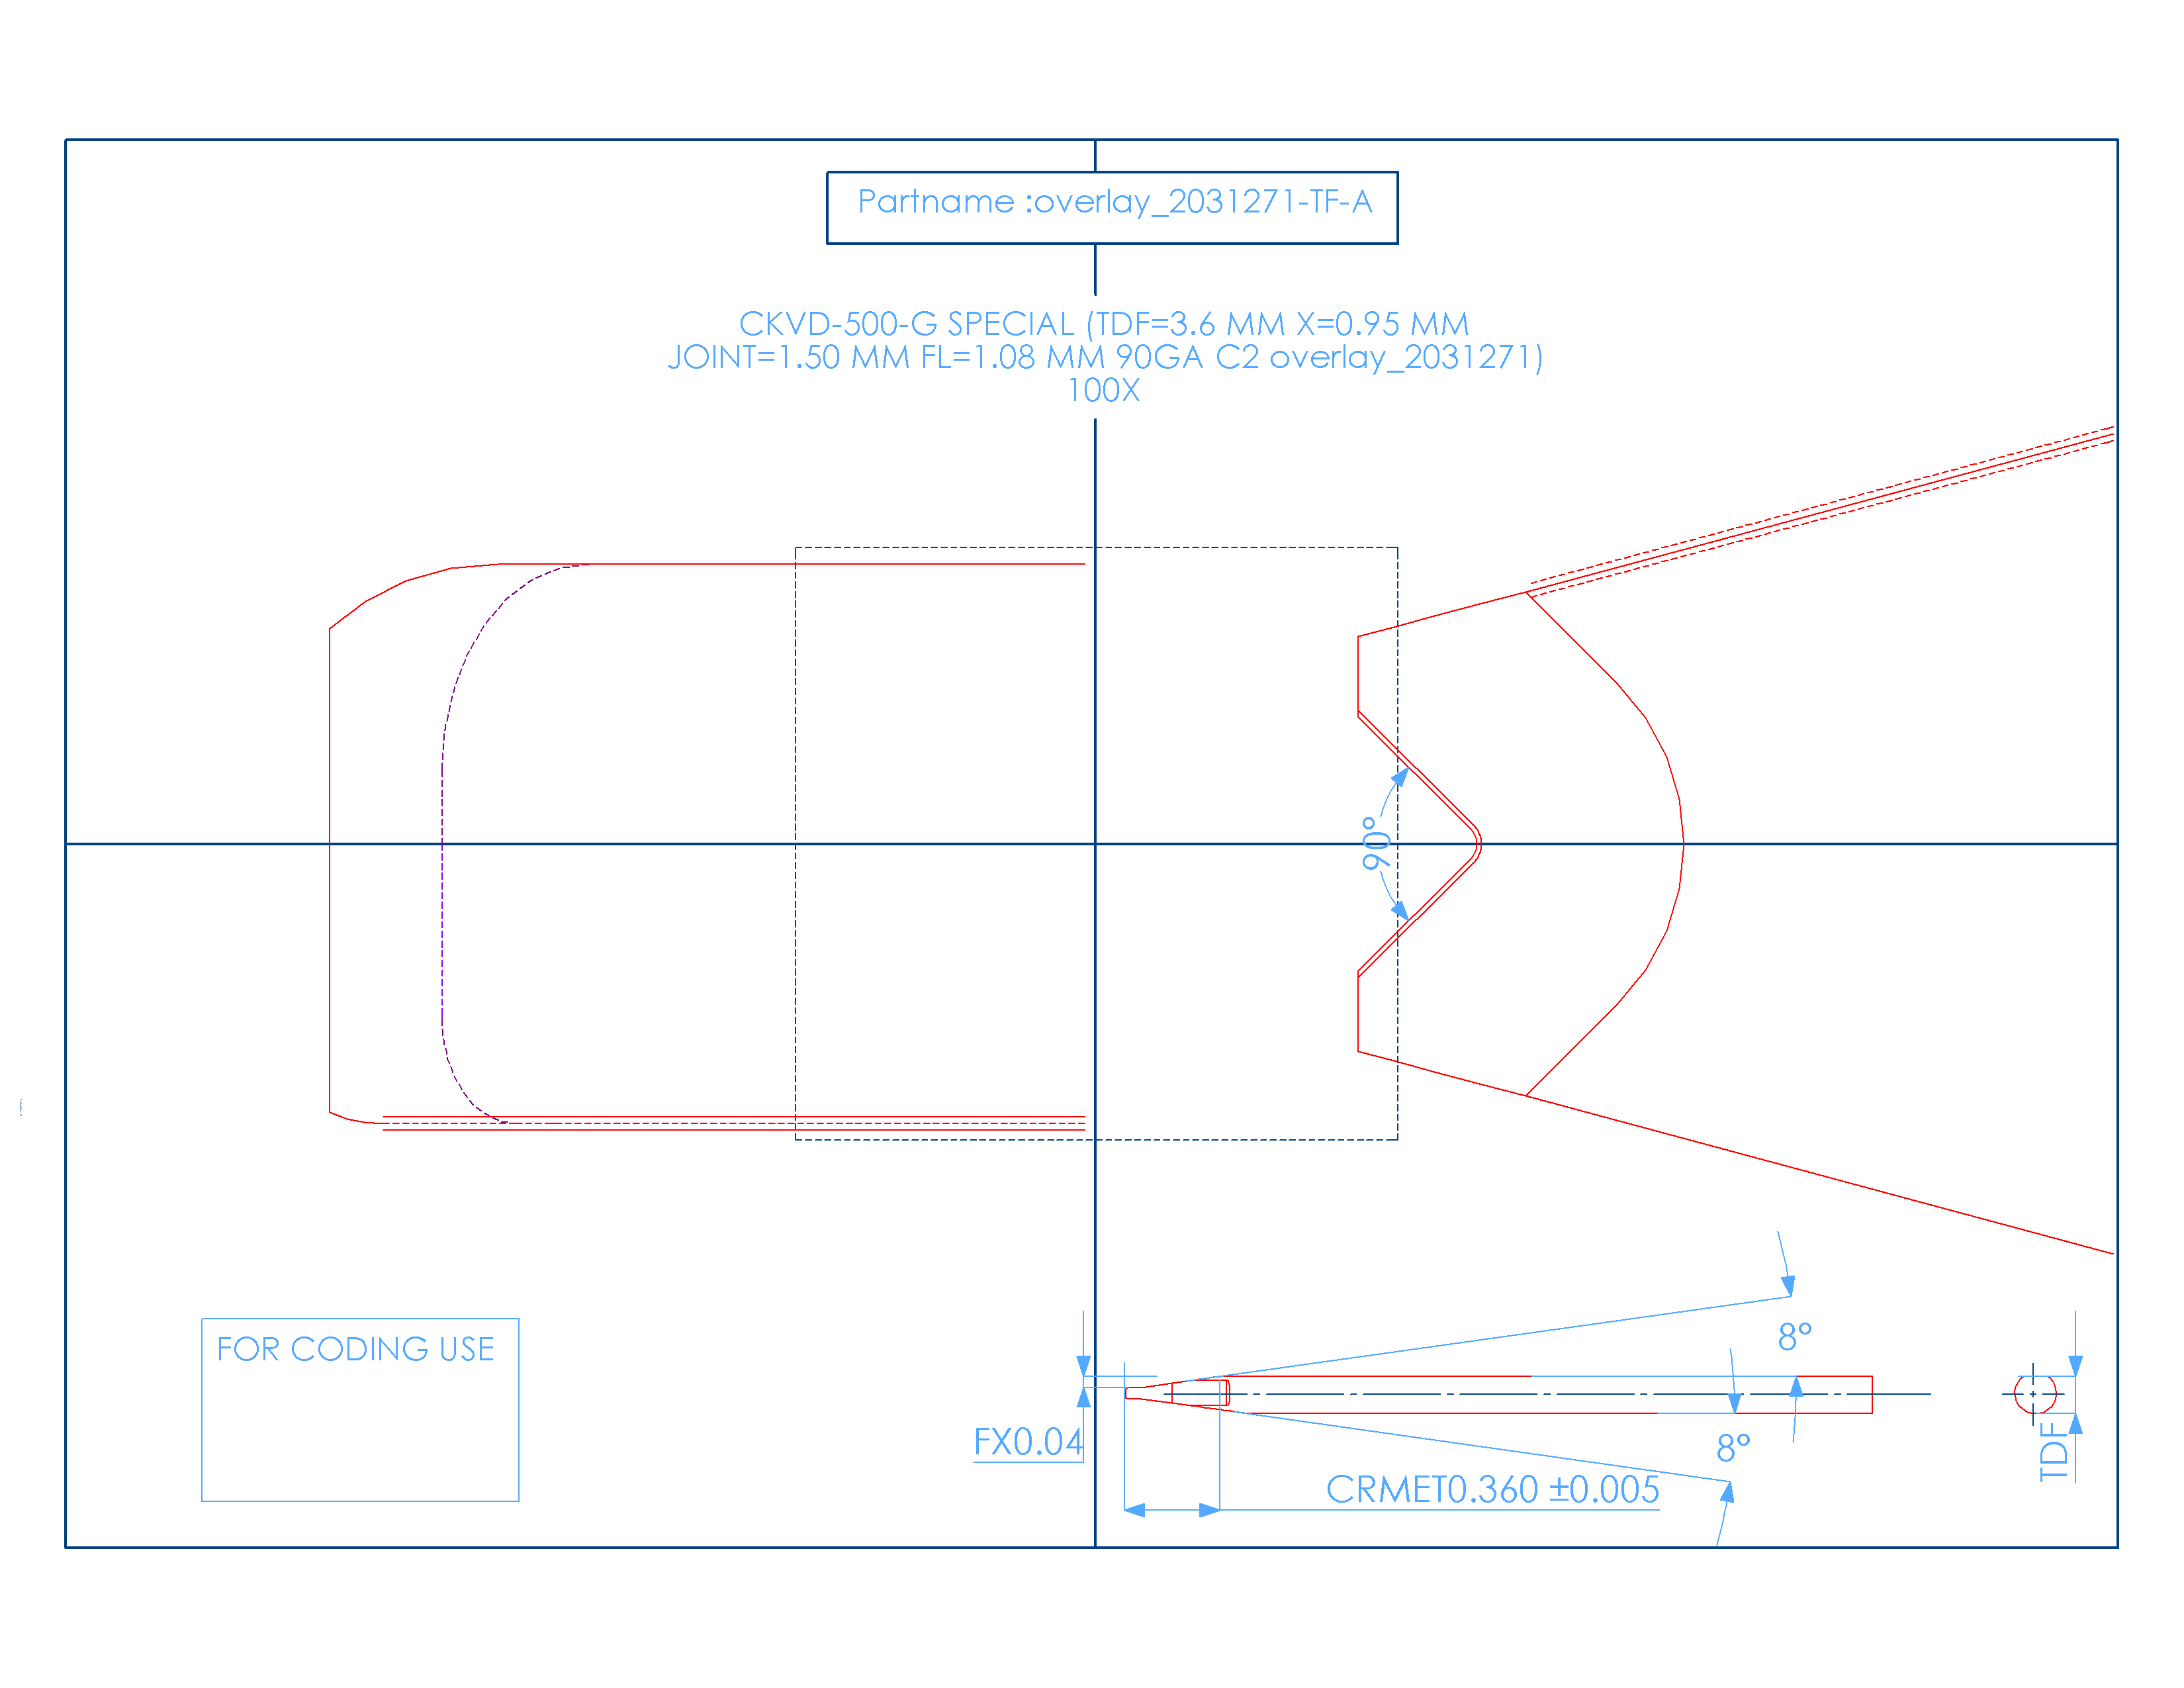 Partname :overlay_2031271-TF-A
CKVD-500-G SPECIAL (TDF=3.6 MM X=0.95 MM
JOINT=1.50 MM FL=1.08 MM 90GA C2 overlay_2031271)
100X
90°
FOR CODING USE
8°
8°
FX0.04
CRMET0.360 ±0.005
TDF